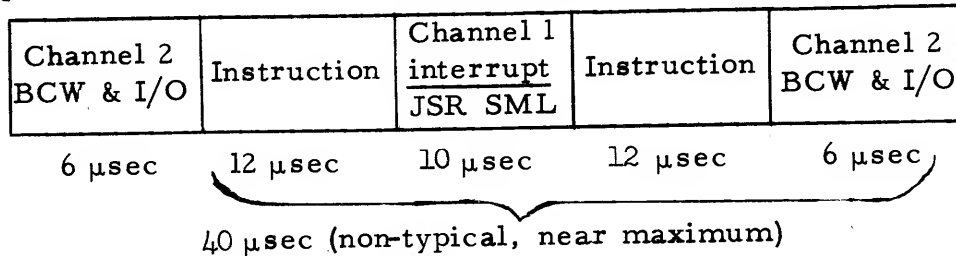 Channel 2 BCW & I/O
Instruction
Channel 1 interrupt JSR SML
Instruction
Channel 2 BCW & I/O
6 μsec 12 μsec 10 μsec 12 μsec 6 μsec
40 μsec (non-typical, near maximum)